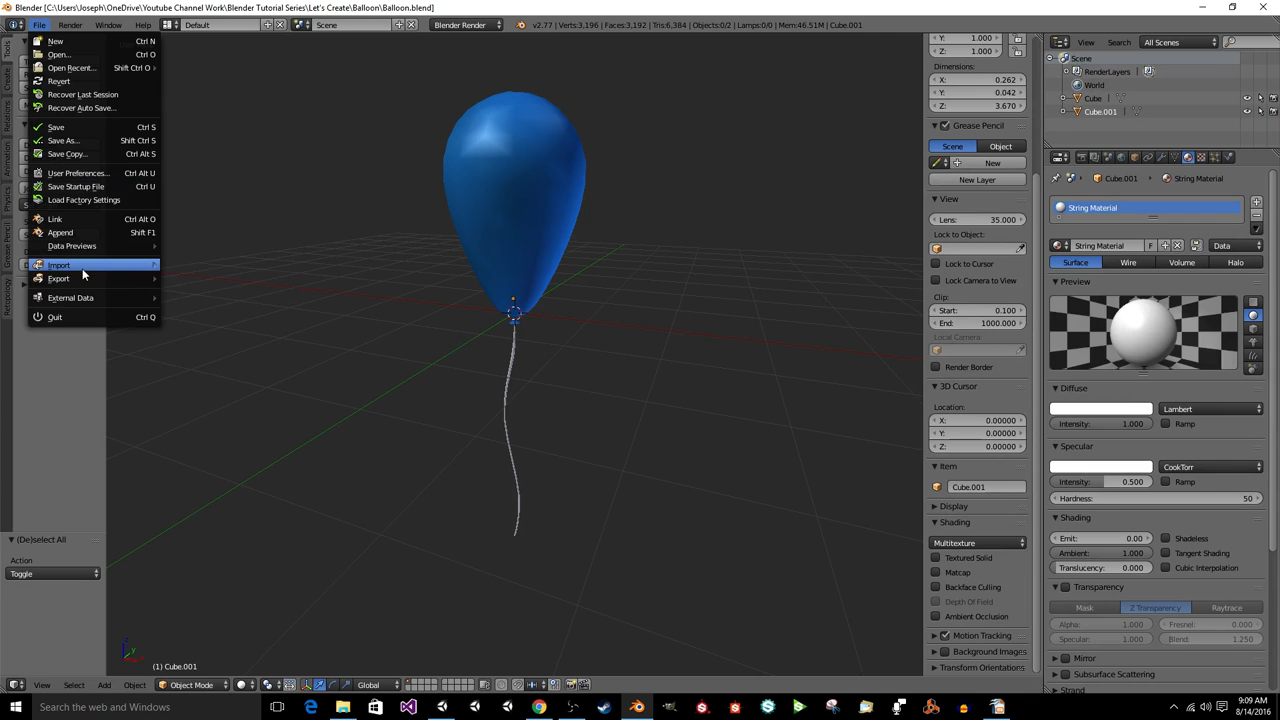 Blender [C:\Users\Joseph\OneDrive\Youtube Channel Work\Blender Tutorial Series\Let's Create\Balloon\Balloon.blend]
File Render Window Help Default Scene Blender Render v2.77 | Verts:3,196 | Faces:3,192 | Tris:6,384 | Objects:0/2 | Lamps:0/0 | Mem:46.51M | Cube.001
New Ctrl N
Open... Ctrl O
Open Recent... Shift Ctrl O
Revert
Recover Last Session
Recover Auto Save...
Save Ctrl S
Save As... Shift Ctrl S
Save Copy... Ctrl Alt S
User Preferences... Ctrl Alt U
Save Startup File Ctrl U
Load Factory Settings
Link Ctrl Alt O
Append Shift F1
Data Previews
Import
Export
External Data
Quit Ctrl Q
Tools
Create
Relations
Animation
Physics
Grease Pencil
Retopology
(De)select All
Action
Toggle
(1) Cube.001
View Select Add Object Object Mode Global
Y: 1.000
Z: 1.000
Dimensions:
X: 0.262
Y: 0.042
Z: 3.670
Grease Pencil
Scene Object
New
New Layer
View
Lens: 35.000
Lock to Object:
Lock to Cursor
Lock Camera to View
Clip:
Start: 0.100
End: 1000.000
Local Camera:
Render Border
3D Cursor
Location:
X: 0.00000
Y: 0.00000
Z: 0.00000
Item
Cube.001
Display
Shading
Multitexture
Textured Solid
Matcap
Backface Culling
Depth Of Field
Ambient Occlusion
Motion Tracking
Background Images
Transform Orientations
View Search All Scenes
Scene
RenderLayers
World
Cube
Cube.001
Cube.001 String Material
String Material
String Material F Data
Surface Wire Volume Halo
Preview
Diffuse
Lambert
Intensity: 1.000 Ramp
Specular
CookTorr
Intensity: 0.500 Ramp
Hardness: 50
Shading
Emit: 0.00 Shadeless
Ambient: 1.000 Tangent Shading
Translucency: 0.000 Cubic Interpolation
Transparency
Mask Z Transparency Raytrace
Alpha: 1.000 Fresnel: 0.000
Specular: 1.000 Blend: 1.250
Mirror
Subsurface Scattering
Strand
Search the web and Windows
9:09 AM
8/14/2016